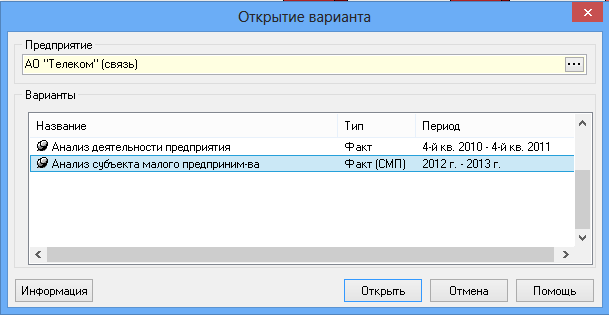 Открытие варианта
Предприятие
АО "Телеком" (связь)
Варианты
Название Тип Период
Анализ деятельности предприятия Факт 4-й кв. 2010 - 4-й кв. 2011
Анализ субъекта малого предприним-ва Факт (СМП) 2012 г. - 2013 г.
Информация Открыть Отмена Помощь